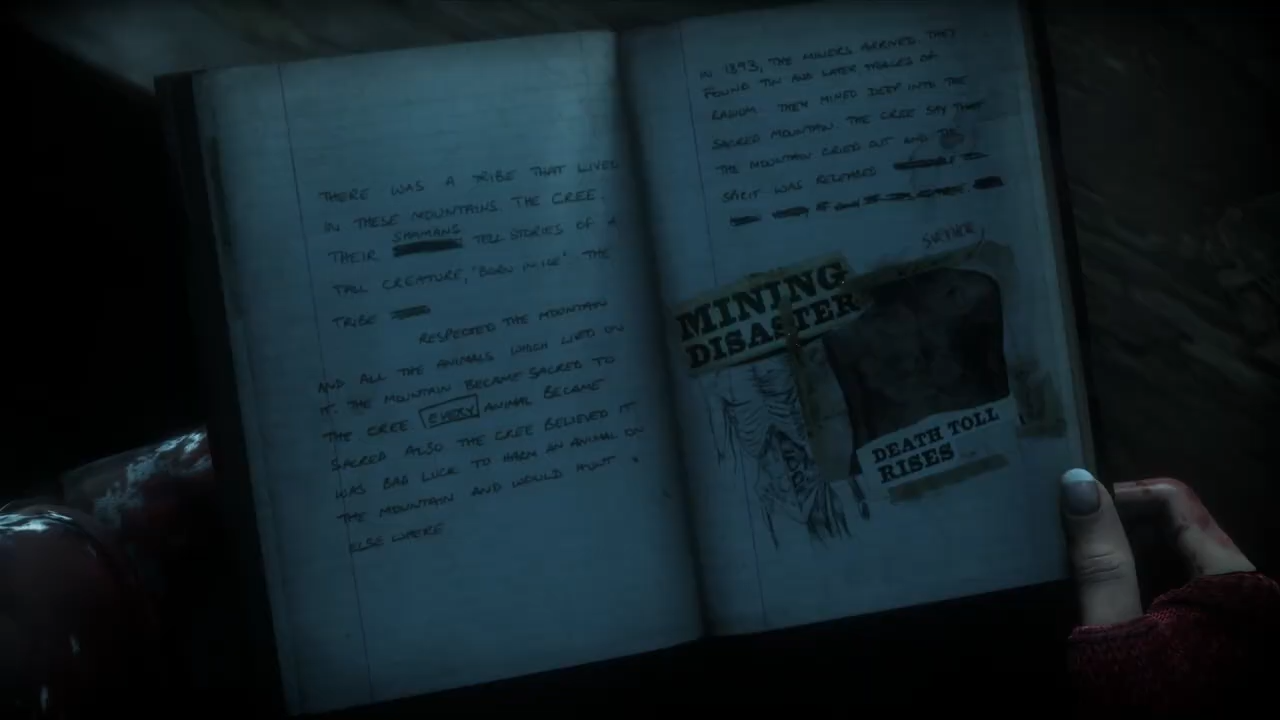 THERE WAS A TRIBE THAT LIVED
IN THESE MOUNTAINS. THE CREE.
SHAMANS
THEIR TELL STORIES OF A
TALL CREATURE, "BORN IN ICE". THE
TRIBE
RESPECTED THE MOUNTAIN
AND ALL THE ANIMALS WHICH LIVED ON
IT. THE MOUNTAIN BECAME SACRED TO
THE CREE EVERY ANIMAL BECAME
SACRED ALSO THE CREE BELIEVED IT
WAS BAD LUCK TO HARM AN ANIMAL ON
THE MOUNTAIN AND WOULD HUNT
ELSE WHERE
IN 1893, THE MINERS ARRIVED. THEY
FOUND TIN AND LATER TRACES OF
RADIUM. THEY MINED DEEP INTO THE
SACRED MOUNTAIN. THE CREE SAY THAT
THE MOUNTAIN CRIED OUT AND THE
SPIRIT WAS RELEASED
MINING
DISASTER
DEATH TOLL
RISES